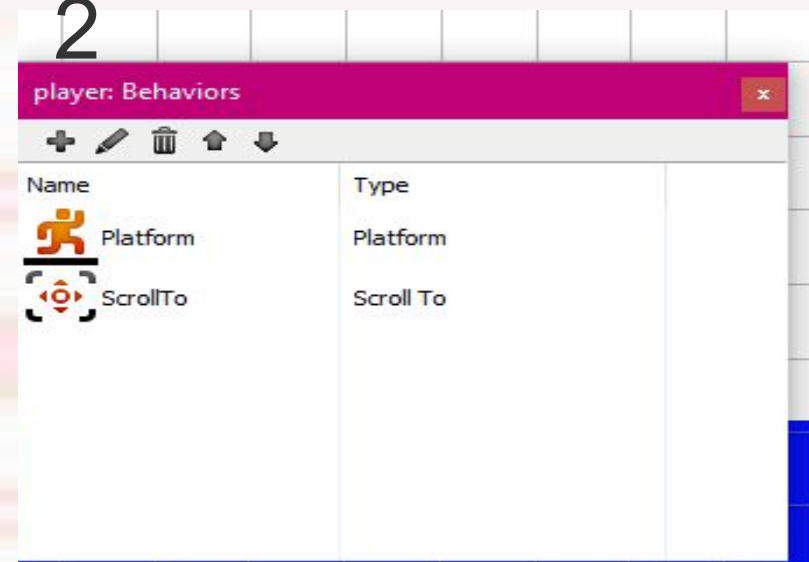 2
player: Behaviors
Name Type
Platform Platform
ScrollTo Scroll To